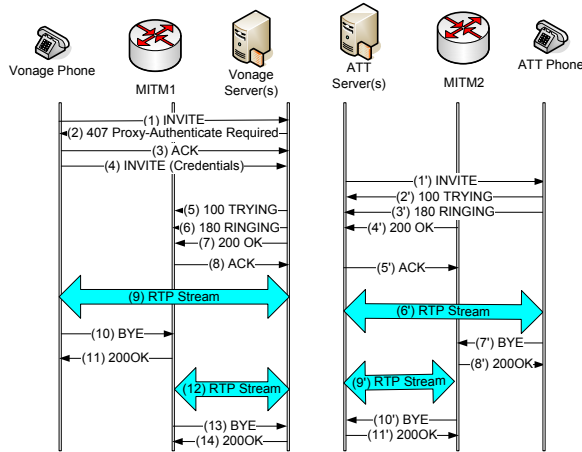 Vonage Phone
MITM1
Vonage
Server(s)
ATT
Server(s)
MITM2
ATT Phone
(1) INVITE
(2) 407 Proxy-Authenticate Required
(3) ACK
(4) INVITE (Credentials)
(1') INVITE
(2') 100 TRYING
(5) 100 TRYING
(3') 180 RINGING
(6) 180 RINGING
(4') 200 OK
(7) 200 OK
(8) ACK
(5') ACK
(9) RTP Stream
(6') RTP Stream
(10) BYE
(7') BYE
(11) 200OK
(8') 200OK
(12) RTP Stream
(9') RTP Stream
(10') BYE
(13) BYE
(11') 200OK
(14) 200OK